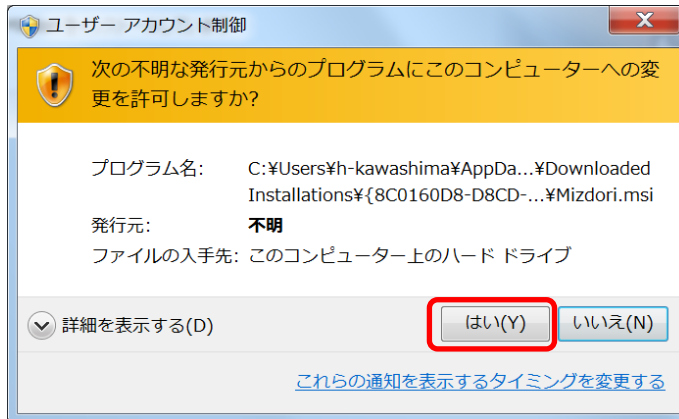 ユーザー アカウント制御
次の不明な発行元からのプログラムにこのコンピューターへの変
更を許可しますか?
プログラム名: C:¥Users¥h-kawashima¥AppDa...¥Downloaded
Installations¥{8C0160D8-D8CD-...¥Mizdori.msi
発行元: 不明
ファイルの入手先: このコンピューター上のハード ドライブ
詳細を表示する(D) はい(Y) いいえ(N)
これらの通知を表示するタイミングを変更する